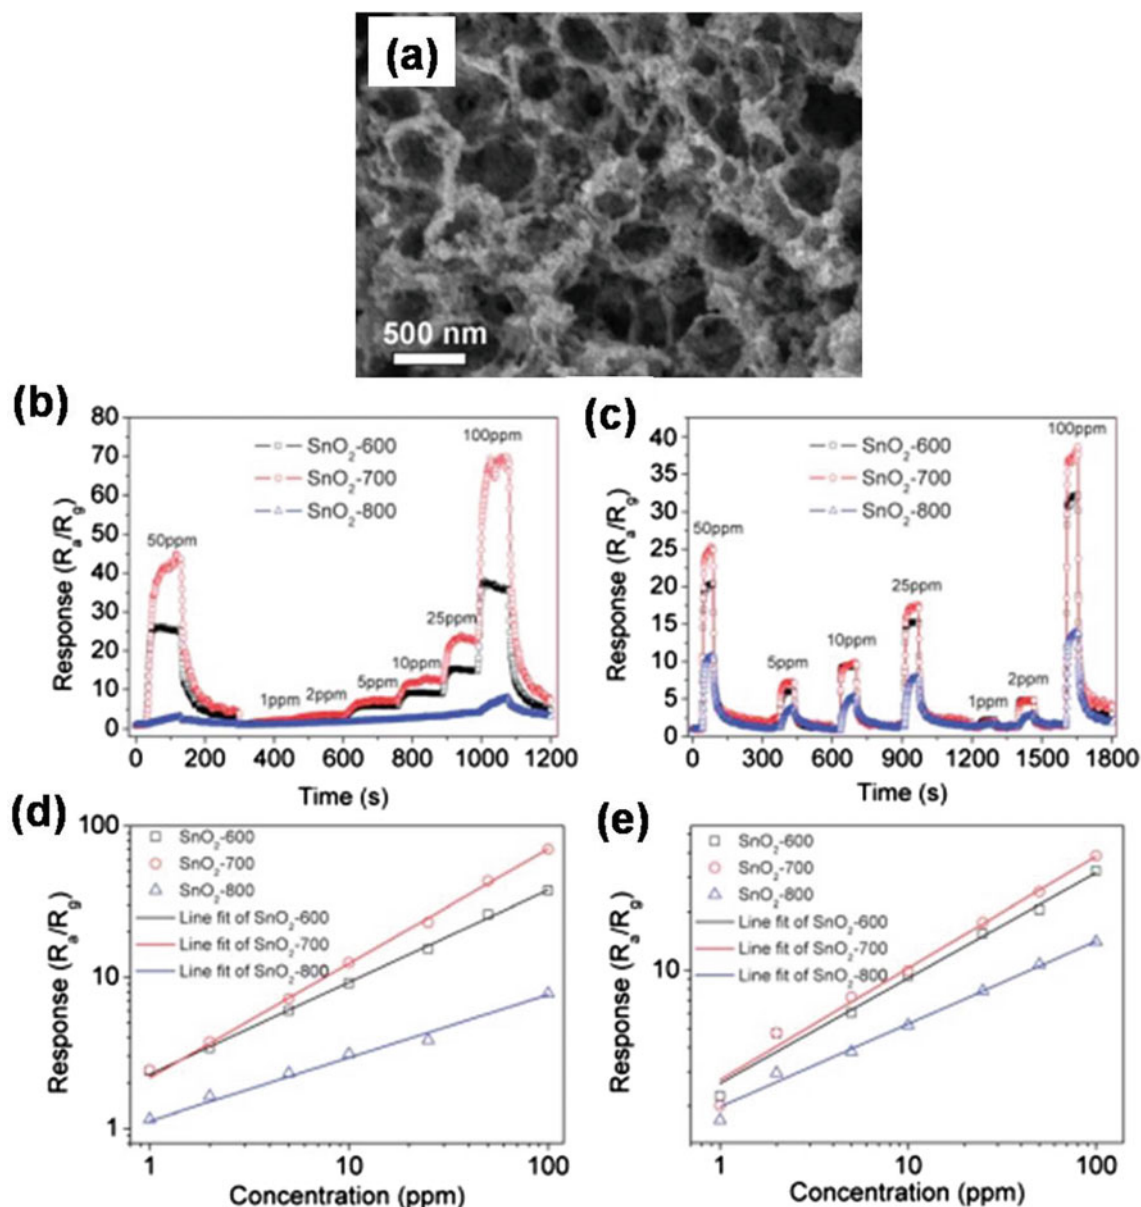 (a)
500 nm
(b)
80
70
60
50
40
30
20
10
0
Response (Ra/Rg)
SnO2-600
SnO2-700
SnO2-800
50ppm
1ppm
2ppm
5ppm
10ppm
25ppm
100ppm
0 200 400 600 800 1000 1200
Time (s)
(c)
40
35
30
25
20
15
10
5
0
Response (Ra/Rg)
SnO2-600
SnO2-700
SnO2-800
50ppm
5ppm
10ppm
25ppm
1ppm
2ppm
100ppm
0 300 600 900 1200 1500 1800
Time (s)
(d)
100
10
1
Response (Ra/Rg)
SnO2-600
SnO2-700
SnO2-800
Line fit of SnO2-600
Line fit of SnO2-700
Line fit of SnO2-800
1 10 100
Concentration (ppm)
(e)
10
Response (Ra/Rg)
SnO2-600
SnO2-700
SnO2-800
Line fit of SnO2-600
Line fit of SnO2-700
Line fit of SnO2-800
1 10 100
Concentration (ppm)